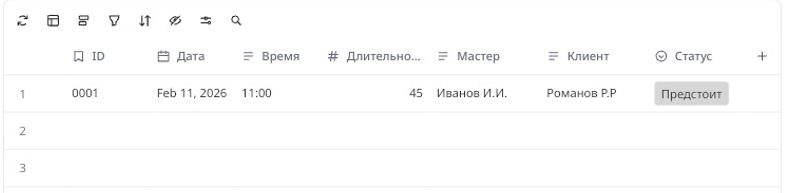 ID Дата Время # Длительно... Мастер Клиент Статус +
1 0001 Feb 11, 2026 11:00 45 Иванов И.И. Романов Р.Р Предстоит
2
3